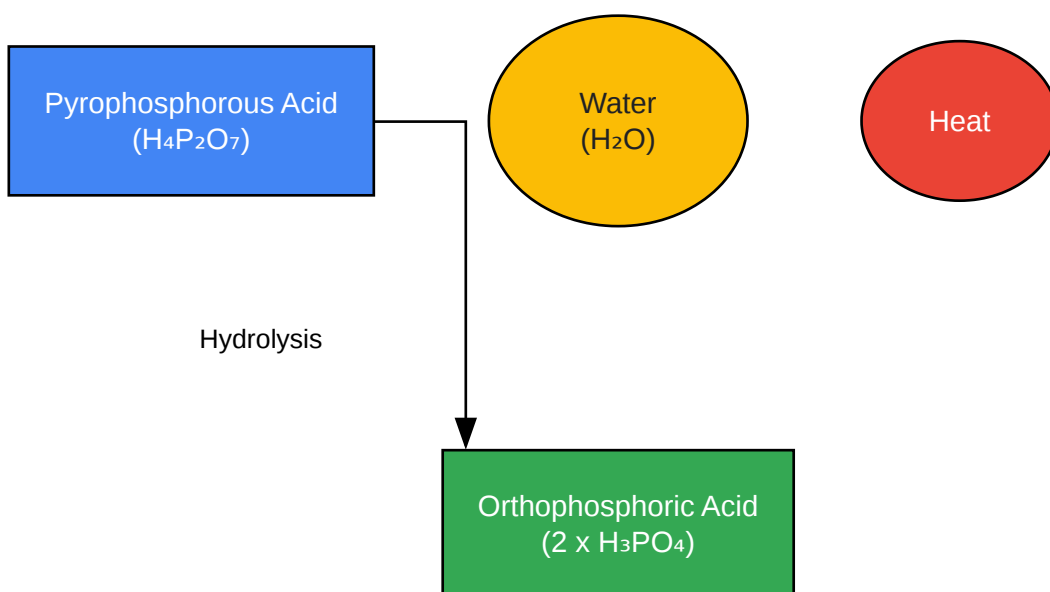 Pyrophosphorous Acid
(H₄P₂O₇)
Water
(H₂O)
Heat
Hydrolysis
Orthophosphoric Acid
(2 x H₃PO₄)